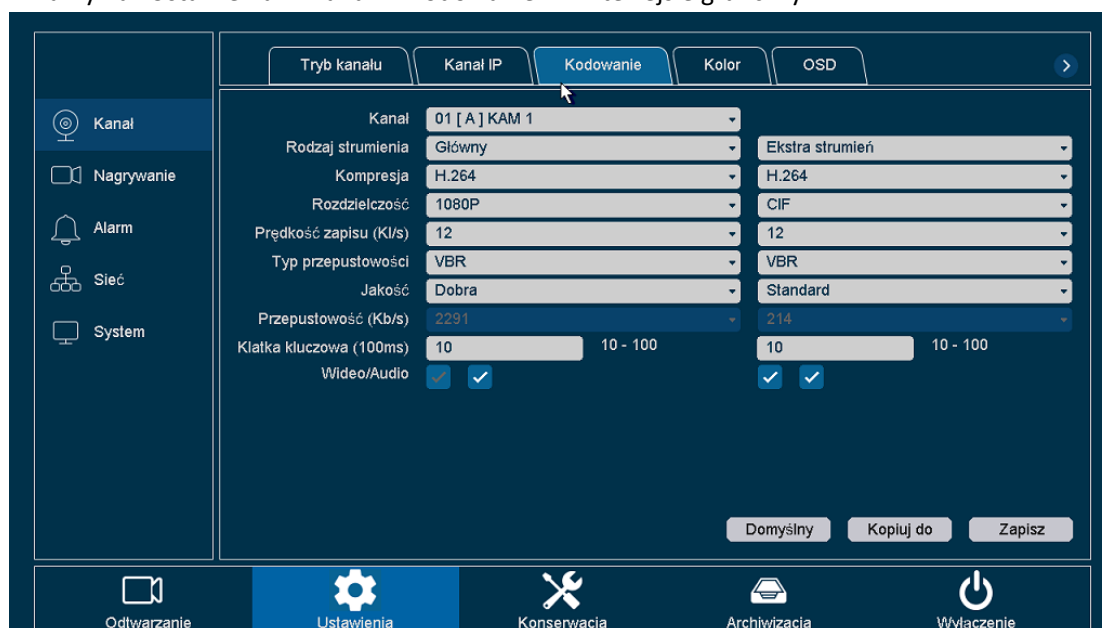 Tryb kanału Kanał IP Kodowanie Kolor OSD
Kanał
Nagrywanie
Alarm
Sieć
System
Kanał 01 [ A ] KAM 1
Rodzaj strumienia Główny Ekstra strumień
Kompresja H.264 H.264
Rozdzielczość 1080P CIF
Prędkość zapisu (Kl/s) 12 12
Typ przepustowości VBR VBR
Jakość Dobra Standard
Przepustowość (Kb/s) 2291 214
Klatka kluczowa (100ms) 10 10 - 100 10 10 - 100
Wideo/Audio
Domyślny Kopiuj do Zapisz
Odtwarzanie Ustawienia Konserwacja Archiwizacja Wyłączenie